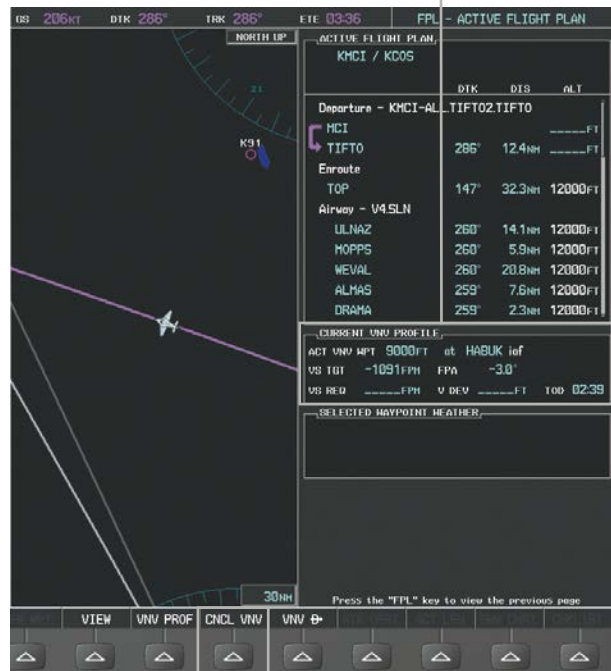 GS 206KT DTK 286° TRK 286° ETE 03:36 FPL - ACTIVE FLIGHT PLAN
NORTH UP
21
K91
30NM
ACTIVE FLIGHT PLAN
KMCI / KCOS
DTK DIS ALT
Departure - KMCI-ALL.TIFTO2.TIFTO
MCI _____FT
TIFTO 286° 12.4NM _____FT
Enroute
TOP 147° 32.3NM 12000FT
Airway - V4.SLN
ULNAZ 260° 14.1NM 12000FT
MOPPS 260° 5.9NM 12000FT
WEVAL 260° 20.8NM 12000FT
ALMAS 259° 7.6NM 12000FT
DRAMA 259° 2.3NM 12000FT
CURRENT VNV PROFILE
ACT VNV WPT 9000FT at HABUK iaf
VS TGT -1091FPM FPA -3.0°
VS REQ _____FPM V DEV _____FT TOD 02:39
SELECTED WAYPOINT WEATHER
Press the "FPL" key to view the previous page
VIEW VNV PROF CNCL VNV VNV